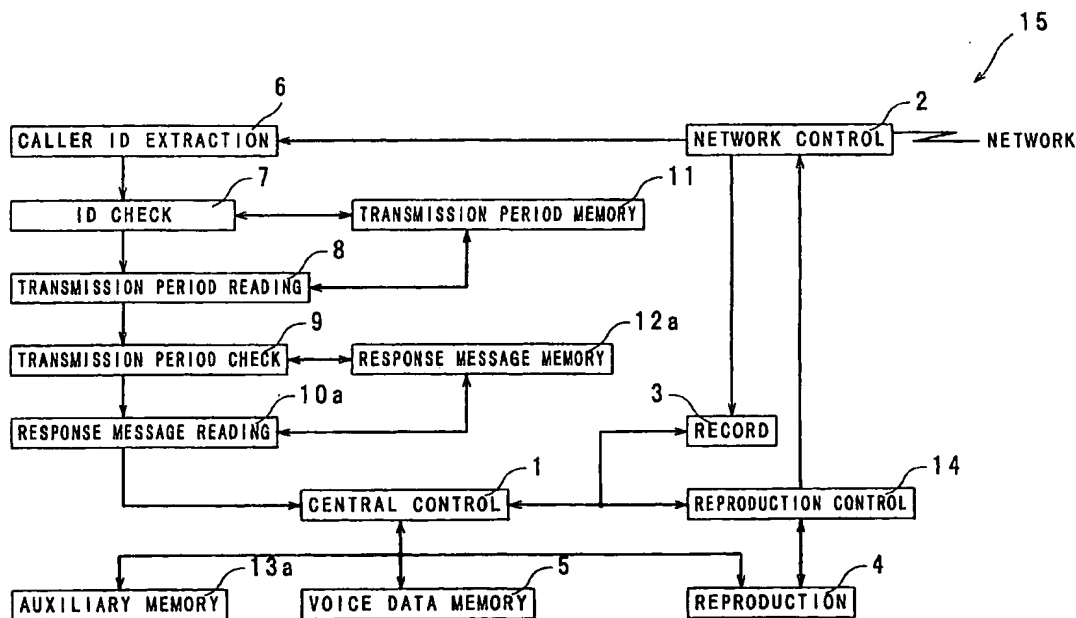 15
6
2
CALLER ID EXTRACTION
NETWORK CONTROL
NETWORK
7
11
ID CHECK
TRANSMISSION PERIOD MEMORY
8
TRANSMISSION PERIOD READING
9
12a
TRANSMISSION PERIOD CHECK
RESPONSE MESSAGE MEMORY
10a
3
RESPONSE MESSAGE READING
RECORD
1
14
CENTRAL CONTROL
REPRODUCTION CONTROL
13a
5
4
AUXILIARY MEMORY
VOICE DATA MEMORY
REPRODUCTION